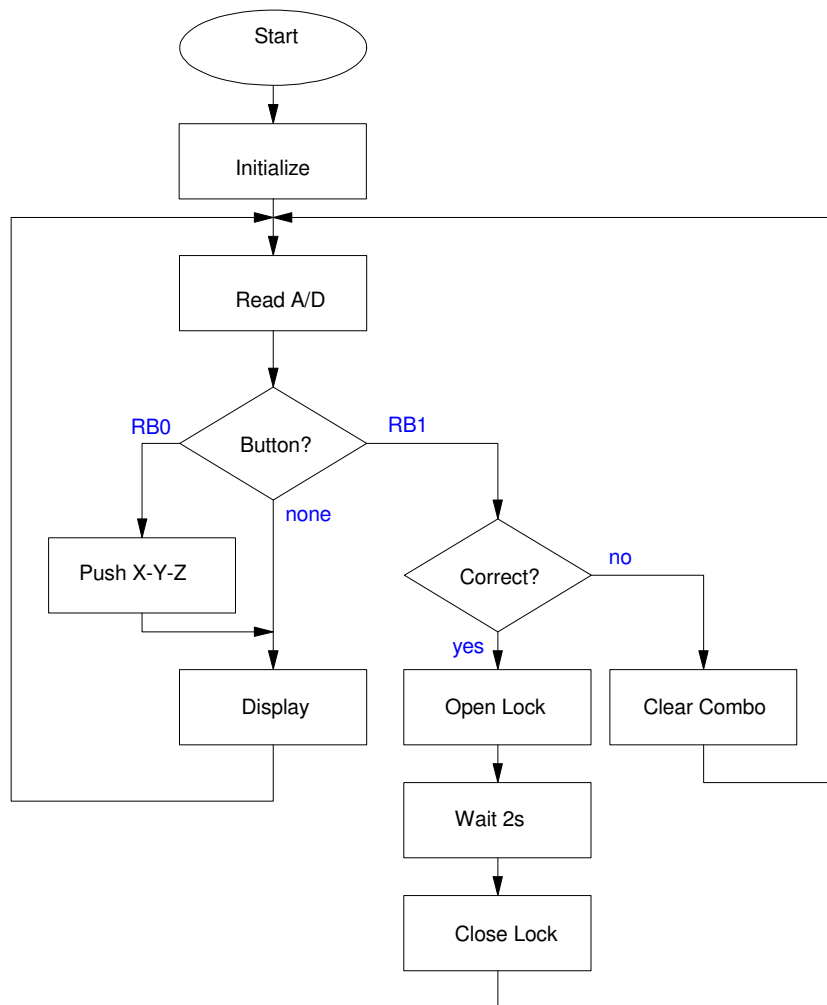 Start
Initialize
Read A/D
RB0
Button?
RB1
none
Push X-Y-Z
Correct?
no
yes
Display
Open Lock
Clear Combo
Wait 2s
Close Lock